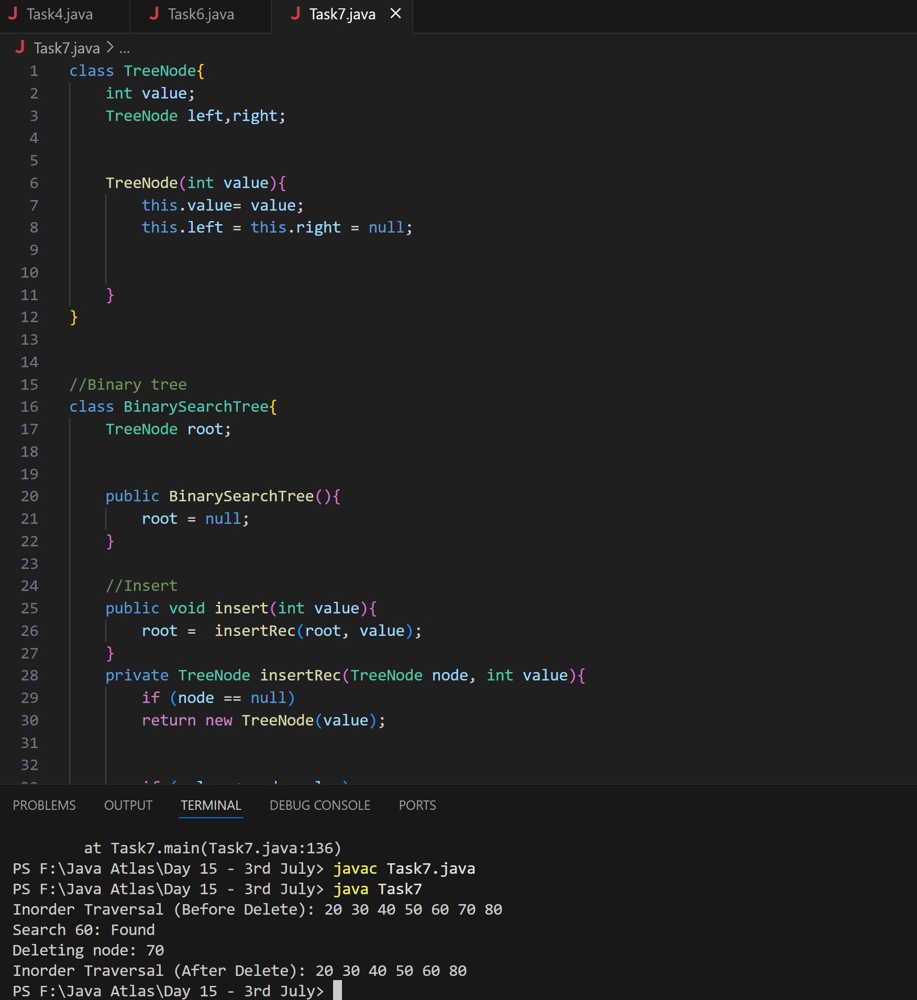 Task4.java Task6.java Task7.java
Task7.java > ...
1 class TreeNode{
2 int value;
3 TreeNode left,right;
4
5
6 TreeNode(int value){
7 this.value= value;
8 this.left = this.right = null;
9
10
11 }
12 }
13
14
15 //Binary tree
16 class BinarySearchTree{
17 TreeNode root;
18
19
20 public BinarySearchTree(){
21 root = null;
22 }
23
24 //Insert
25 public void insert(int value){
26 root =  insertRec(root, value);
27 }
28 private TreeNode insertRec(TreeNode node, int value){
29 if (node == null)
30 return new TreeNode(value);
31
32
PROBLEMS OUTPUT TERMINAL DEBUG CONSOLE PORTS
at Task7.main(Task7.java:136)
PS F:\Java Atlas\Day 15 - 3rd July> javac Task7.java
PS F:\Java Atlas\Day 15 - 3rd July> java Task7
Inorder Traversal (Before Delete): 20 30 40 50 60 70 80
Search 60: Found
Deleting node: 70
Inorder Traversal (After Delete): 20 30 40 50 60 80
PS F:\Java Atlas\Day 15 - 3rd July>